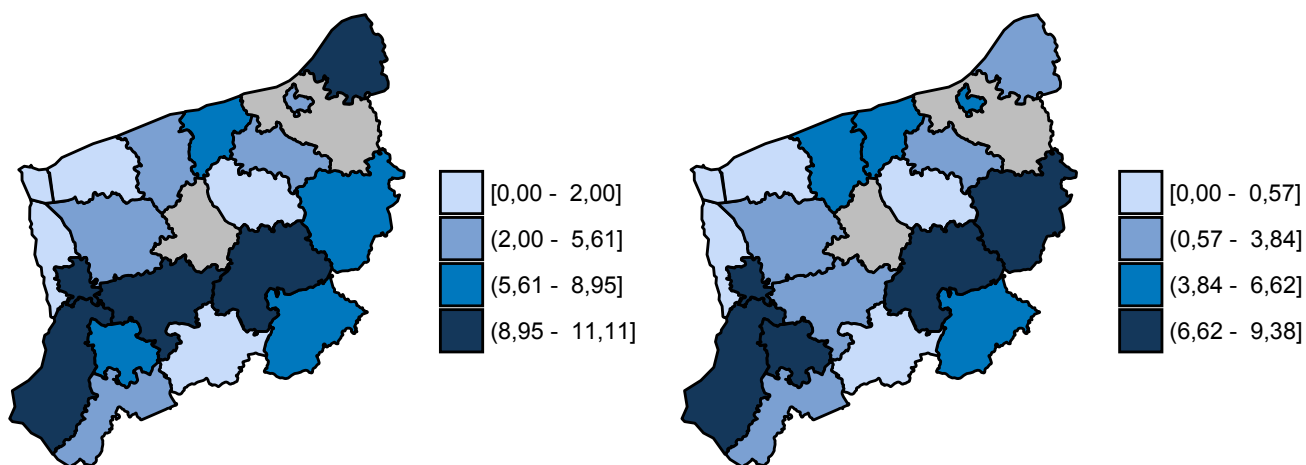 [0,00 - 2,00]
(2,00 - 5,61]
(5,61 - 8,95]
(8,95 - 11,11]
[0,00 - 0,57]
(0,57 - 3,84]
(3,84 - 6,62]
(6,62 - 9,38]